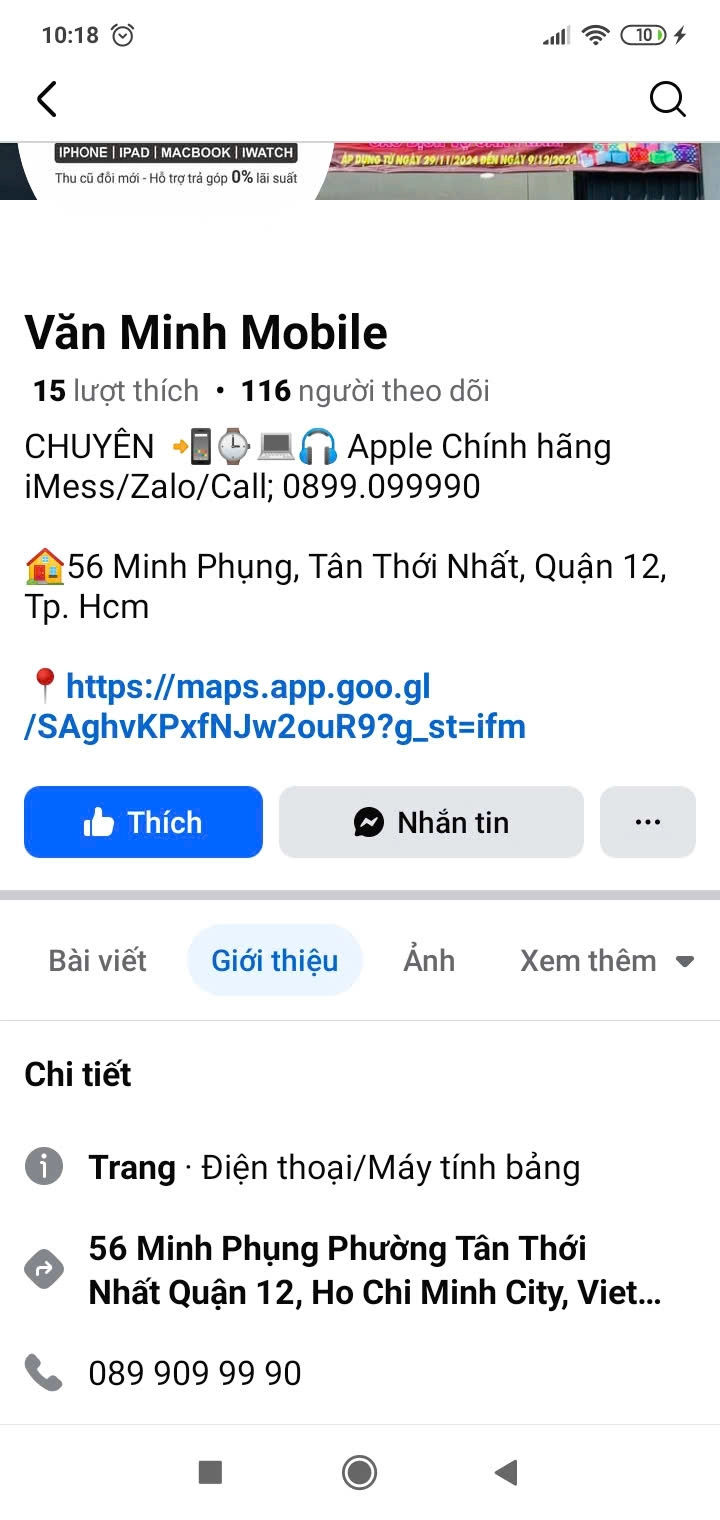 10:18
10
IPHONE | IPAD | MACBOOK | IWATCH
Thu cũ đổi mới - Hỗ trợ trả góp 0% lãi suất
ÁP DỤNG TỪ NGÀY 29/11/2024 ĐẾN NGÀY 9/12/2024
Văn Minh Mobile
15 lượt thích • 116 người theo dõi
CHUYÊN Apple Chính hãng
iMess/Zalo/Call; 0899.099990
56 Minh Phụng, Tân Thới Nhất, Quận 12,
Tp. Hcm
https://maps.app.goo.gl
/SAghvKPxfNJw2ouR9?g_st=ifm
Thích
Nhắn tin
...
Bài viết
Giới thiệu
Ảnh
Xem thêm
Chi tiết
Trang · Điện thoại/Máy tính bảng
56 Minh Phụng Phường Tân Thới
Nhất Quận 12, Ho Chi Minh City, Viet...
089 909 99 90